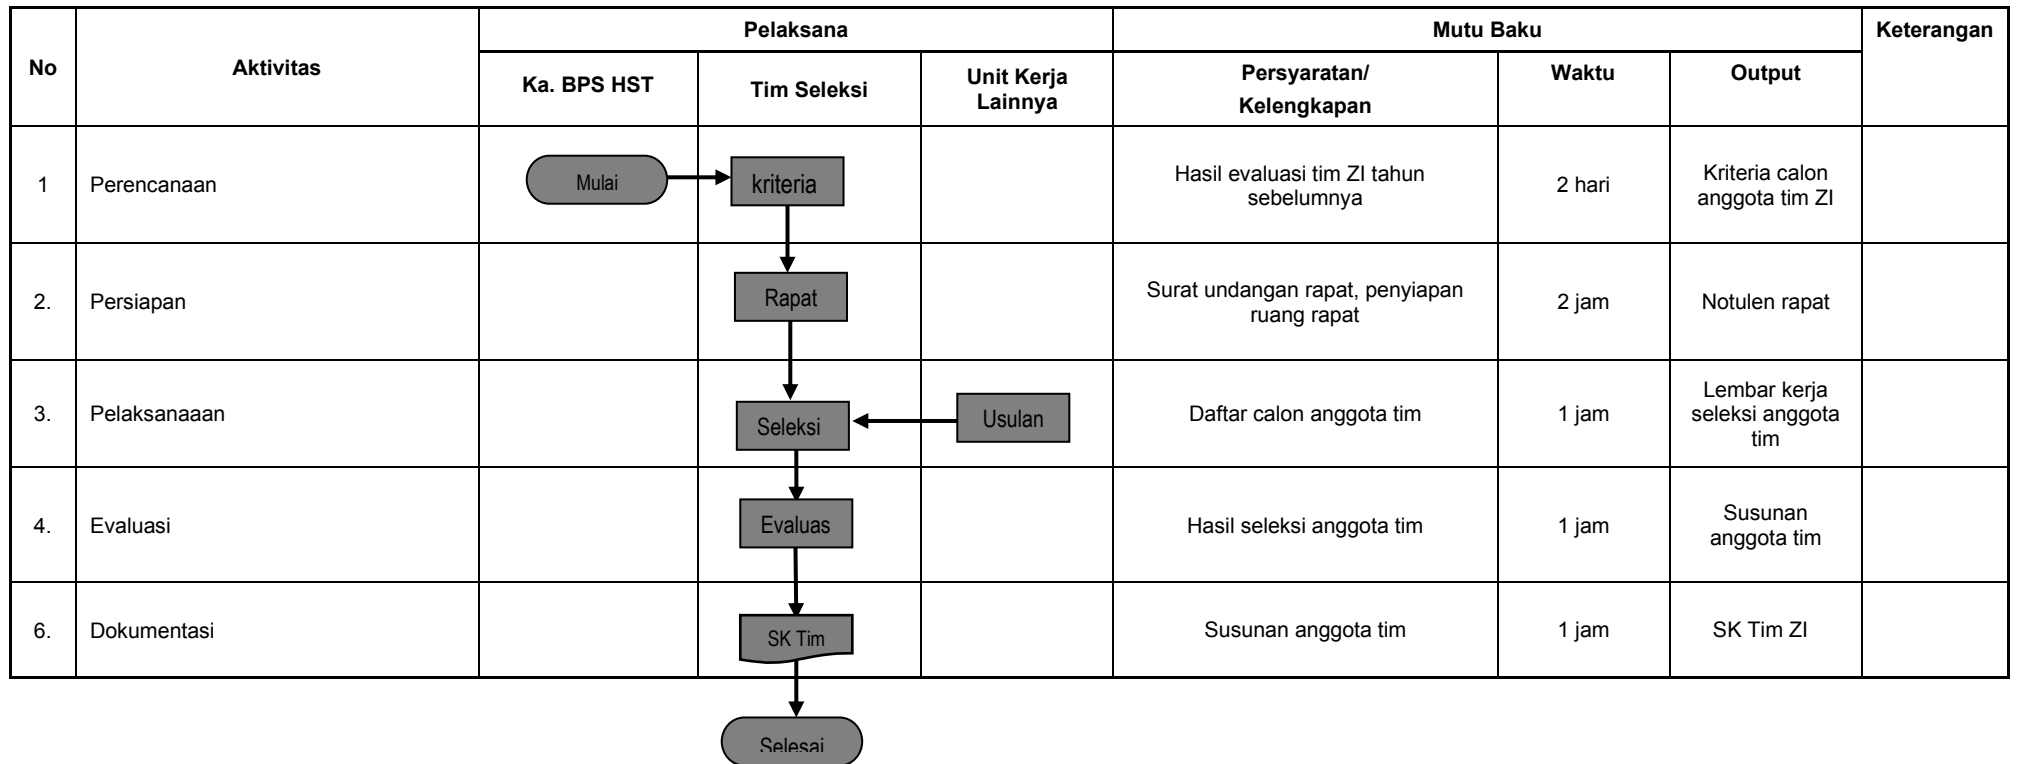 No
Aktivitas
Pelaksana
Mutu Baku
Keterangan
Ka. BPS HST
Tim Seleksi
Unit Kerja
Lainnya
Persyaratan/
Kelengkapan
Waktu
Output
1
Perencanaan
Mulai
kriteria
Hasil evaluasi tim ZI tahun
sebelumnya
2 hari
Kriteria calon
anggota tim ZI
2.
Persiapan
Rapat
Surat undangan rapat, penyiapan
ruang rapat
2 jam
Notulen rapat
3.
Pelaksanaaan
Seleksi
Usulan
Daftar calon anggota tim
1 jam
Lembar kerja
seleksi anggota
tim
4.
Evaluasi
Evaluas
Hasil seleksi anggota tim
1 jam
Susunan
anggota tim
6.
Dokumentasi
SK Tim
Susunan anggota tim
1 jam
SK Tim ZI
Selesai